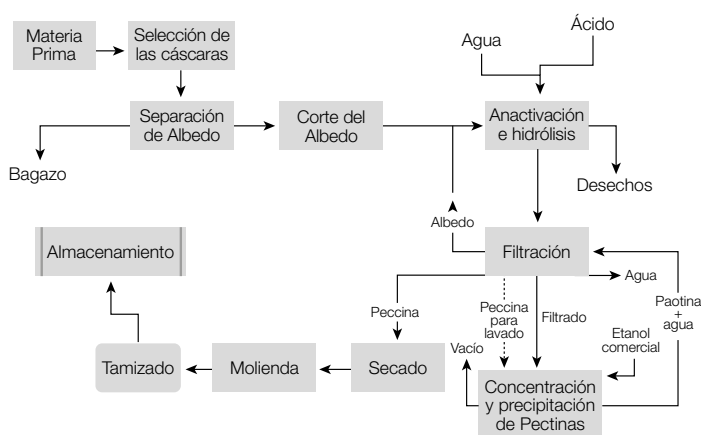 Materia
Prima
Selección de
las cáscaras
Agua
Ácido
Separación
de Albedo
Corte del
Albedo
Anactivación
e hidrólisis
Bagazo
Desechos
Albedo
Almacenamiento
Filtración
Agua
Peccina
Peccina
para
lavado
Filtrado
Paotina
+
agua
Etanol
comercial
Vacío
Tamizado
Molienda
Secado
Concentración
y precipitación
de Pectinas